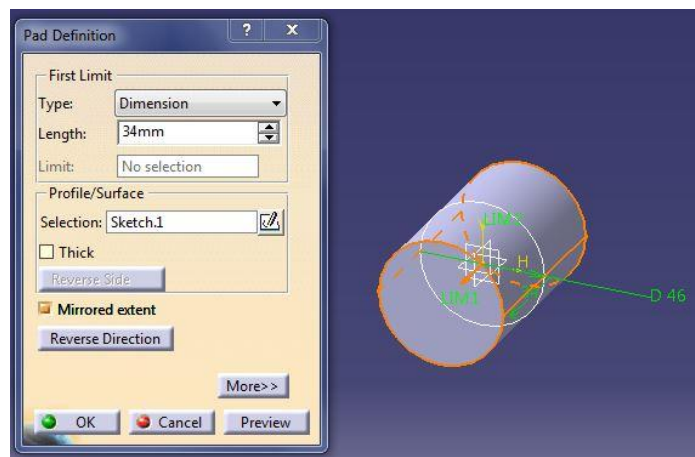 Pad Definition ? X
First Limit
Type: Dimension
Length: 34mm
Limit: No selection
Profile/Surface
Selection: Sketch.1
Thick
Reverse Side
Mirrored extent
Reverse Direction
More>>
OK Cancel Preview
LIM2
H
LIM1
D 46